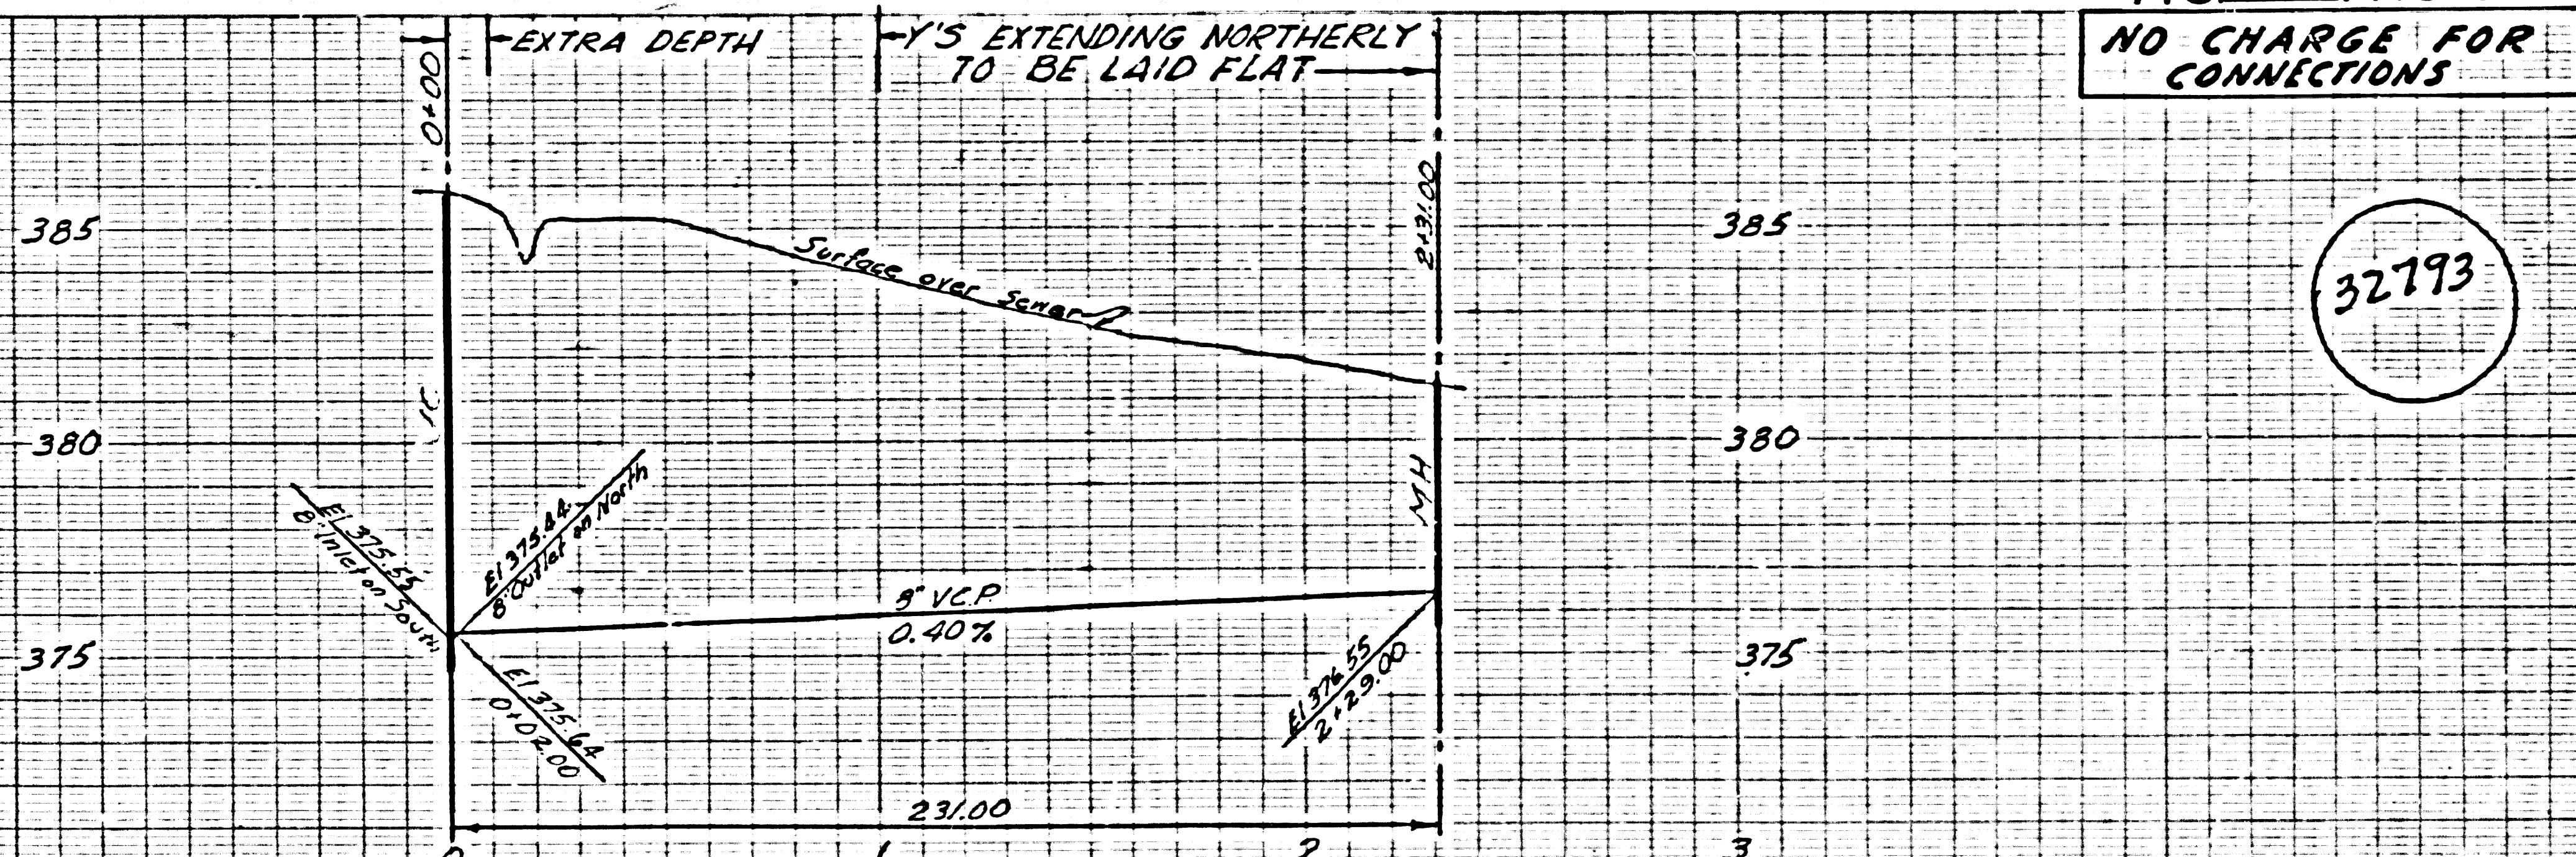 EXTRA DEPTH
Y'S EXTENDING NORTHERLY
TO BE LAID FLAT
NO CHARGE FOR
CONNECTIONS
0+00
2+31.00
385
385
32793
Surface over Sewer
380
380
MH
El 375.55
8" Inlet on South
El 375.44
8" Outlet on North
8" V.C.P.
0.40%
375
375
El 375.64
0+02.00
El 376.55
2+29.00
231.00
0
1
2
3